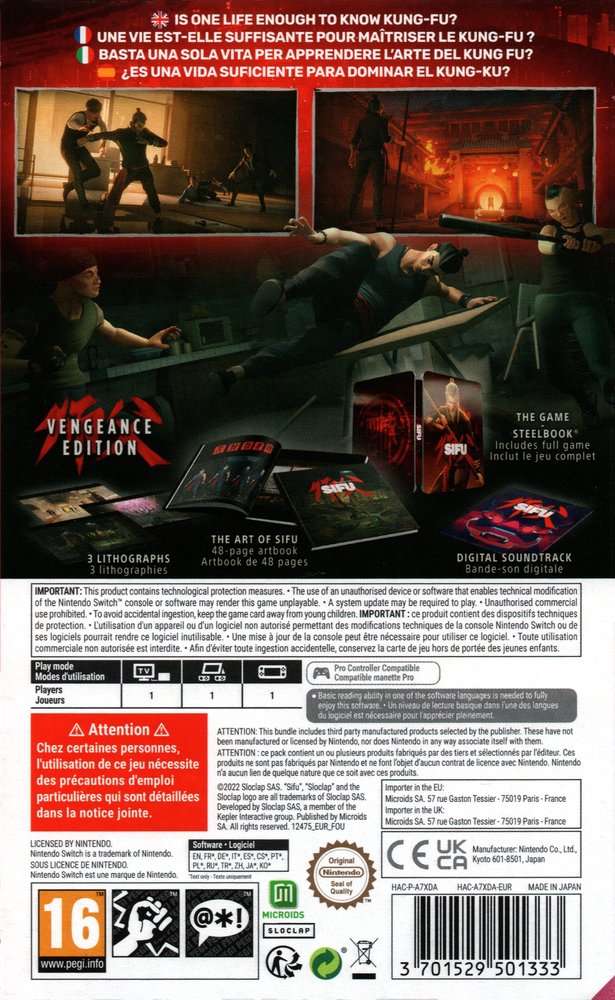 IS ONE LIFE ENOUGH TO KNOW KUNG-FU?
UNE VIE EST-ELLE SUFFISANTE POUR MAÎTRISER LE KUNG-FU ?
BASTA UNA SOLA VITA PER APPRENDERE L'ARTE DEL KUNG FU?
¿ES UNA VIDA SUFICIENTE PARA DOMINAR EL KUNG-KU?
VENGEANCE
EDITION
3 LITHOGRAPHS
3 lithographies
SIFU
THE ART OF SIFU
48-page artbook
Artbook de 48 pages
SIFU
SIFU
THE GAME
-
STEELBOOK®
Includes full game
Inclut le jeu complet
SIFU
DIGITAL SOUNDTRACK
Bande-son digitale
IMPORTANT: This product contains technological protection measures. • The use of an unauthorised device or software that enables technical modification
of the Nintendo Switch™ console or software may render this game unplayable. • A system update may be required to play. • Unauthorised commercial
use prohibited. • To avoid accidental ingestion, keep the game card away from young children. IMPORTANT : ce produit contient des dispositifs techniques
de protection. • L'utilisation d'un appareil ou d'un logiciel non autorisé permettant des modifications techniques de la console Nintendo Switch ou de
ses logiciels pourrait rendre ce logiciel inutilisable. • Une mise à jour de la console peut être nécessaire pour utiliser ce logiciel. • Toute utilisation
commerciale non autorisée est interdite. • Afin d'éviter toute ingestion accidentelle, conservez la carte de jeu hors de portée des jeunes enfants.
Play mode
Modes d'utilisation
TV
Players
Joueurs
1
1
1
Pro Controller Compatible
Compatible manette Pro
• Basic reading ability in one of the software languages is needed to fully
enjoy this software. • Un niveau de lecture basique dans l'une des langues
du logiciel est nécessaire pour l'apprécier pleinement.
Attention
Chez certaines personnes,
l'utilisation de ce jeu nécessite
des précautions d'emploi
particulières qui sont détaillées
dans la notice jointe.
ATTENTION: This bundle includes third party manufactured products selected by the publisher. These have not
been manufactured or licensed by Nintendo, nor does Nintendo in any way associate itself with them.
ATTENTION : ce pack contient un ou plusieurs produits fabriqués par des tiers et sélectionnés par l'éditeur. Ces
produits ne sont pas fabriqués par Nintendo et ne font l'objet d'aucun contrat de licence avec Nintendo. Nintendo
n'a aucun lien de quelque nature que ce soit avec ces produits.
©2022 Sloclap SAS. "Sifu", "Sloclap" and the
Sloclap logo are all trademarks of Sloclap SAS.
Developed by Sloclap SAS, a member of the
Kepler Interactive group. Published by Microids
SA. All rights reserved. 12475_EUR_FOU
Importer in the EU:
Microids SA. 57 rue Gaston Tessier - 75019 Paris - France
Importer in the UK:
Microids SA. 57 rue Gaston Tessier - 75019 Paris - France
LICENSED BY NINTENDO.
Nintendo Switch is a trademark of Nintendo.
SOUS LICENCE DE NINTENDO.
Nintendo Switch est une marque de Nintendo.
Software • Logiciel
EN, FR*, DE*, IT*, ES*, CS*, PT*,
PL*, RU*, TR*, ZH, JA*, KO*
*Text only - Texte uniquement
Original
Nintendo
Seal of
Quality
CE
UK
CA
Manufacturer: Nintendo Co., Ltd.,
Kyoto 601-8501, Japan
HAC-P-A7XDA
HAC-A7XDA-EUR
MADE IN JAPAN
16
www.pegi.info
@*!
MICROIDS
SLOCLAP
3 701529 501333